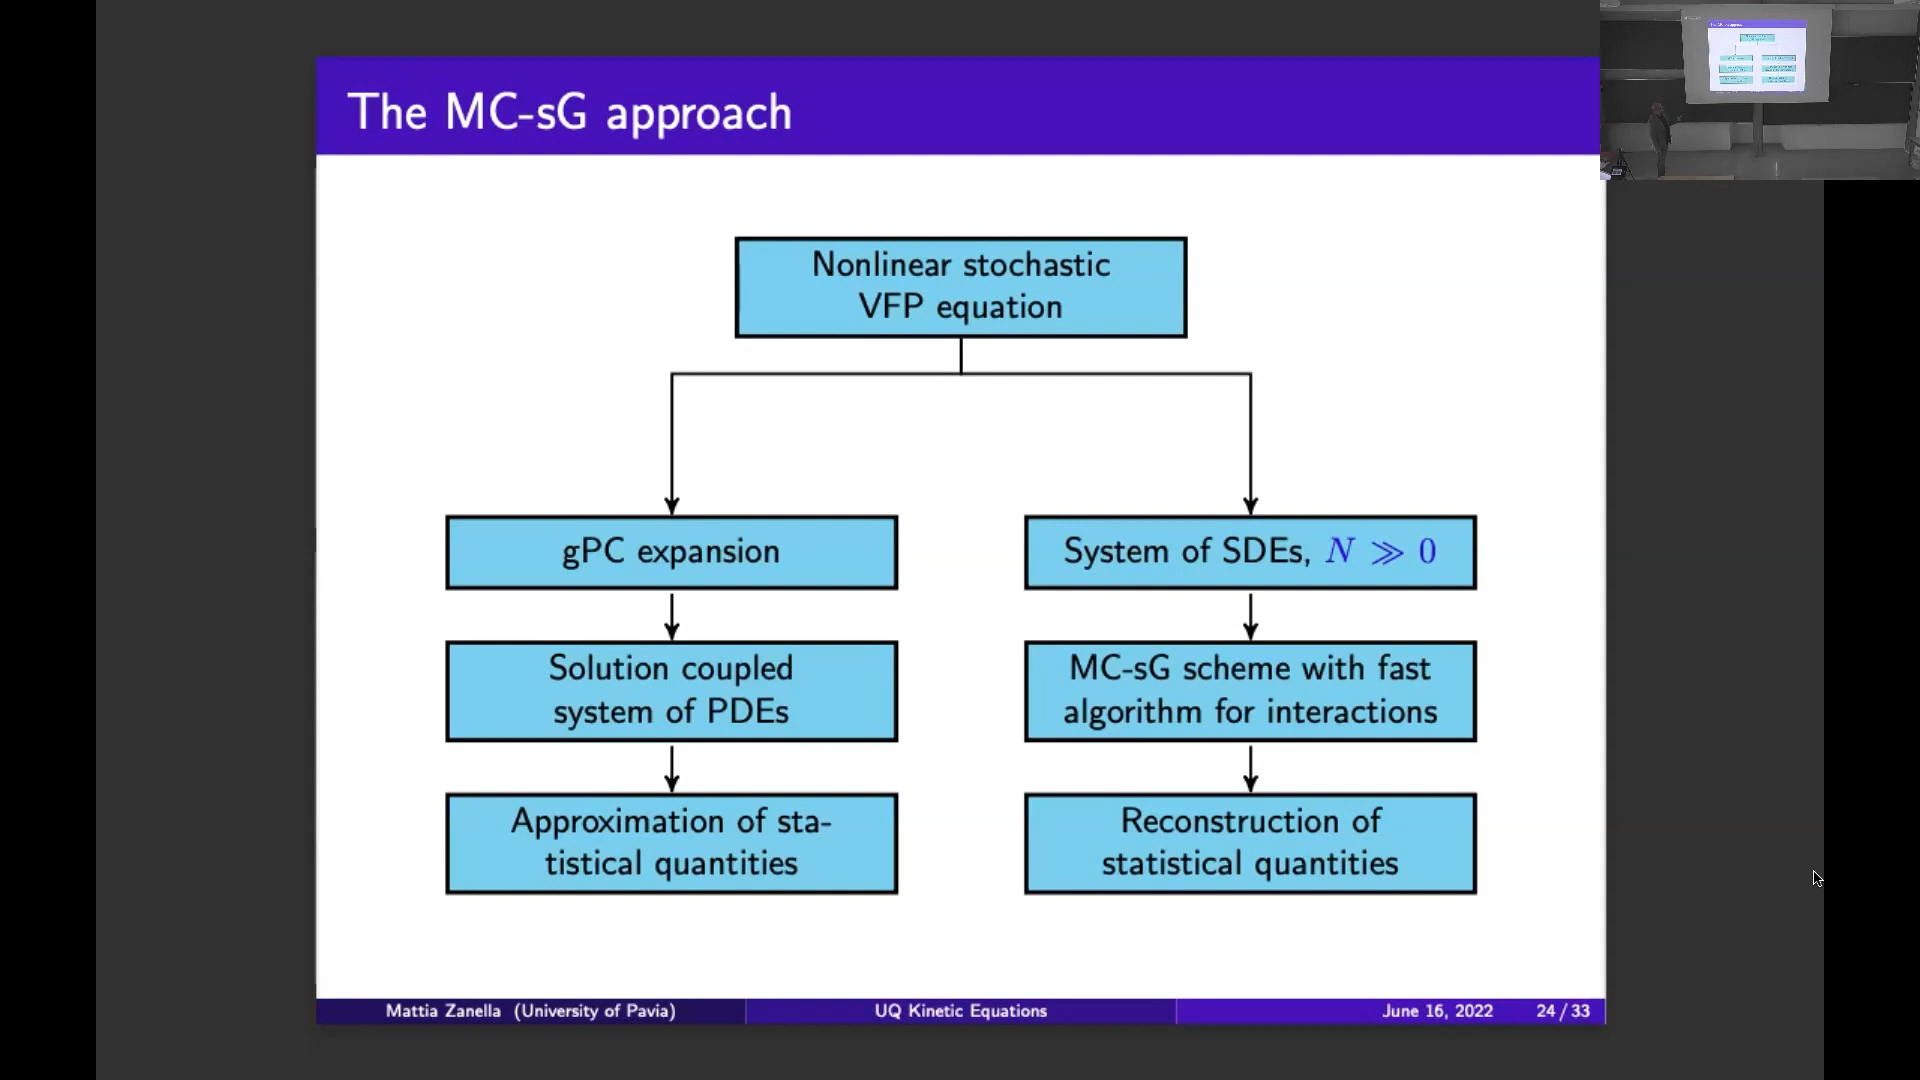 The MC-sG approach
Nonlinear stochastic
VFP equation
gPC expansion
Solution coupled
system of PDEs
Approximation of sta-
tistical quantities
System of SDEs, N ≫ 0
MC-sG scheme with fast
algorithm for interactions
Reconstruction of
statistical quantities
Mattia Zanella (University of Pavia)
UQ Kinetic Equations
June 16, 2022
24 / 33